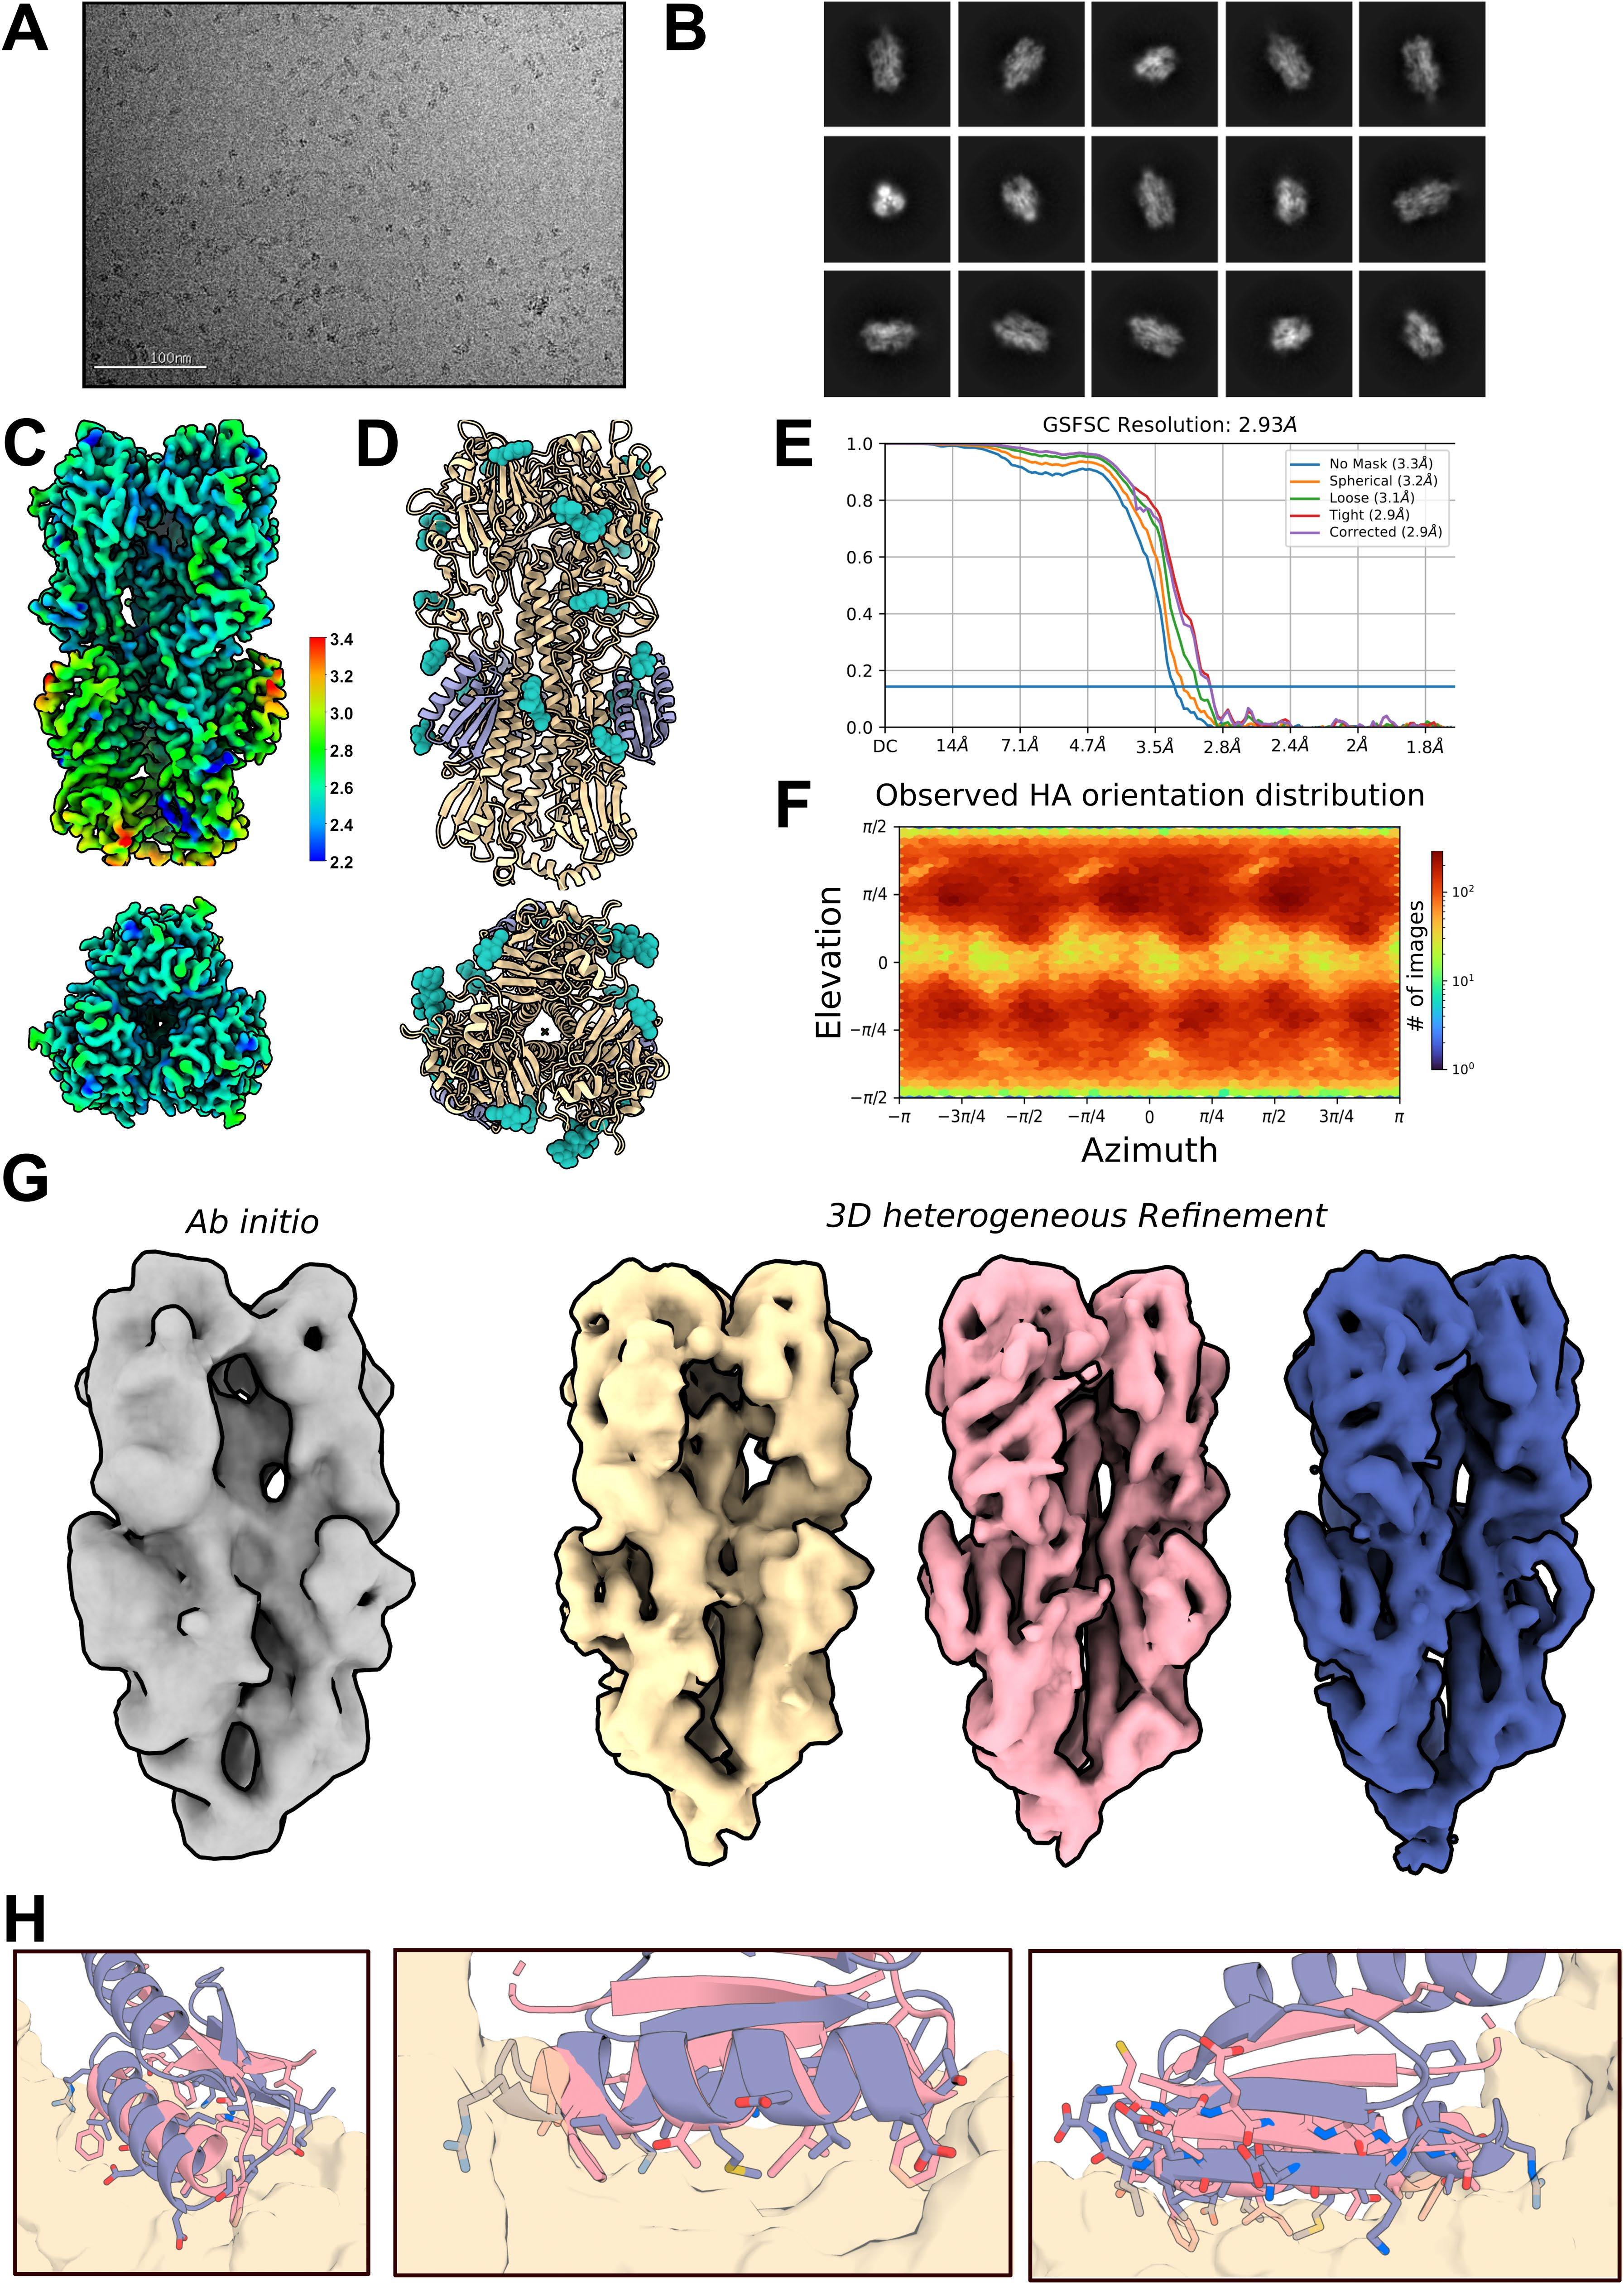 A
100nm
B
C
3.4
3.2
3.0
2.8
2.6
2.4
2.2
D
E
GSFSC Resolution: 2.93Å
1.0
0.8
0.6
0.4
0.2
0.0
No Mask (3.3Å)
Spherical (3.2Å)
Loose (3.1Å)
Tight (2.9Å)
Corrected (2.9Å)
DC 14Å 7.1Å 4.7Å 3.5Å 2.8Å 2.4Å 2Å 1.8Å
F
Observed HA orientation distribution
Elevation
π/2
π/4
0
−π/4
−π/2
−π −3π/4 −π/2 −π/4 0 π/4 π/2 3π/4 π
Azimuth
# of images
10²
10¹
10⁰
G
Ab initio
3D heterogeneous Refinement
H